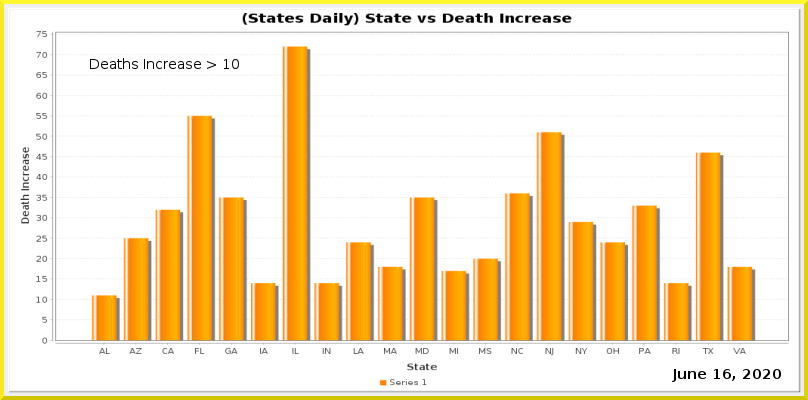 (States Daily) State vs Death Increase
Deaths Increase > 10
75
70
65
60
55
50
45
40
35
30
25
20
15
10
5
0
Death Increase
AL AZ CA FL GA IA IL IN LA MA MD MI MS NC NJ NY OH PA RI TX VA
State
Series 1
June 16, 2020